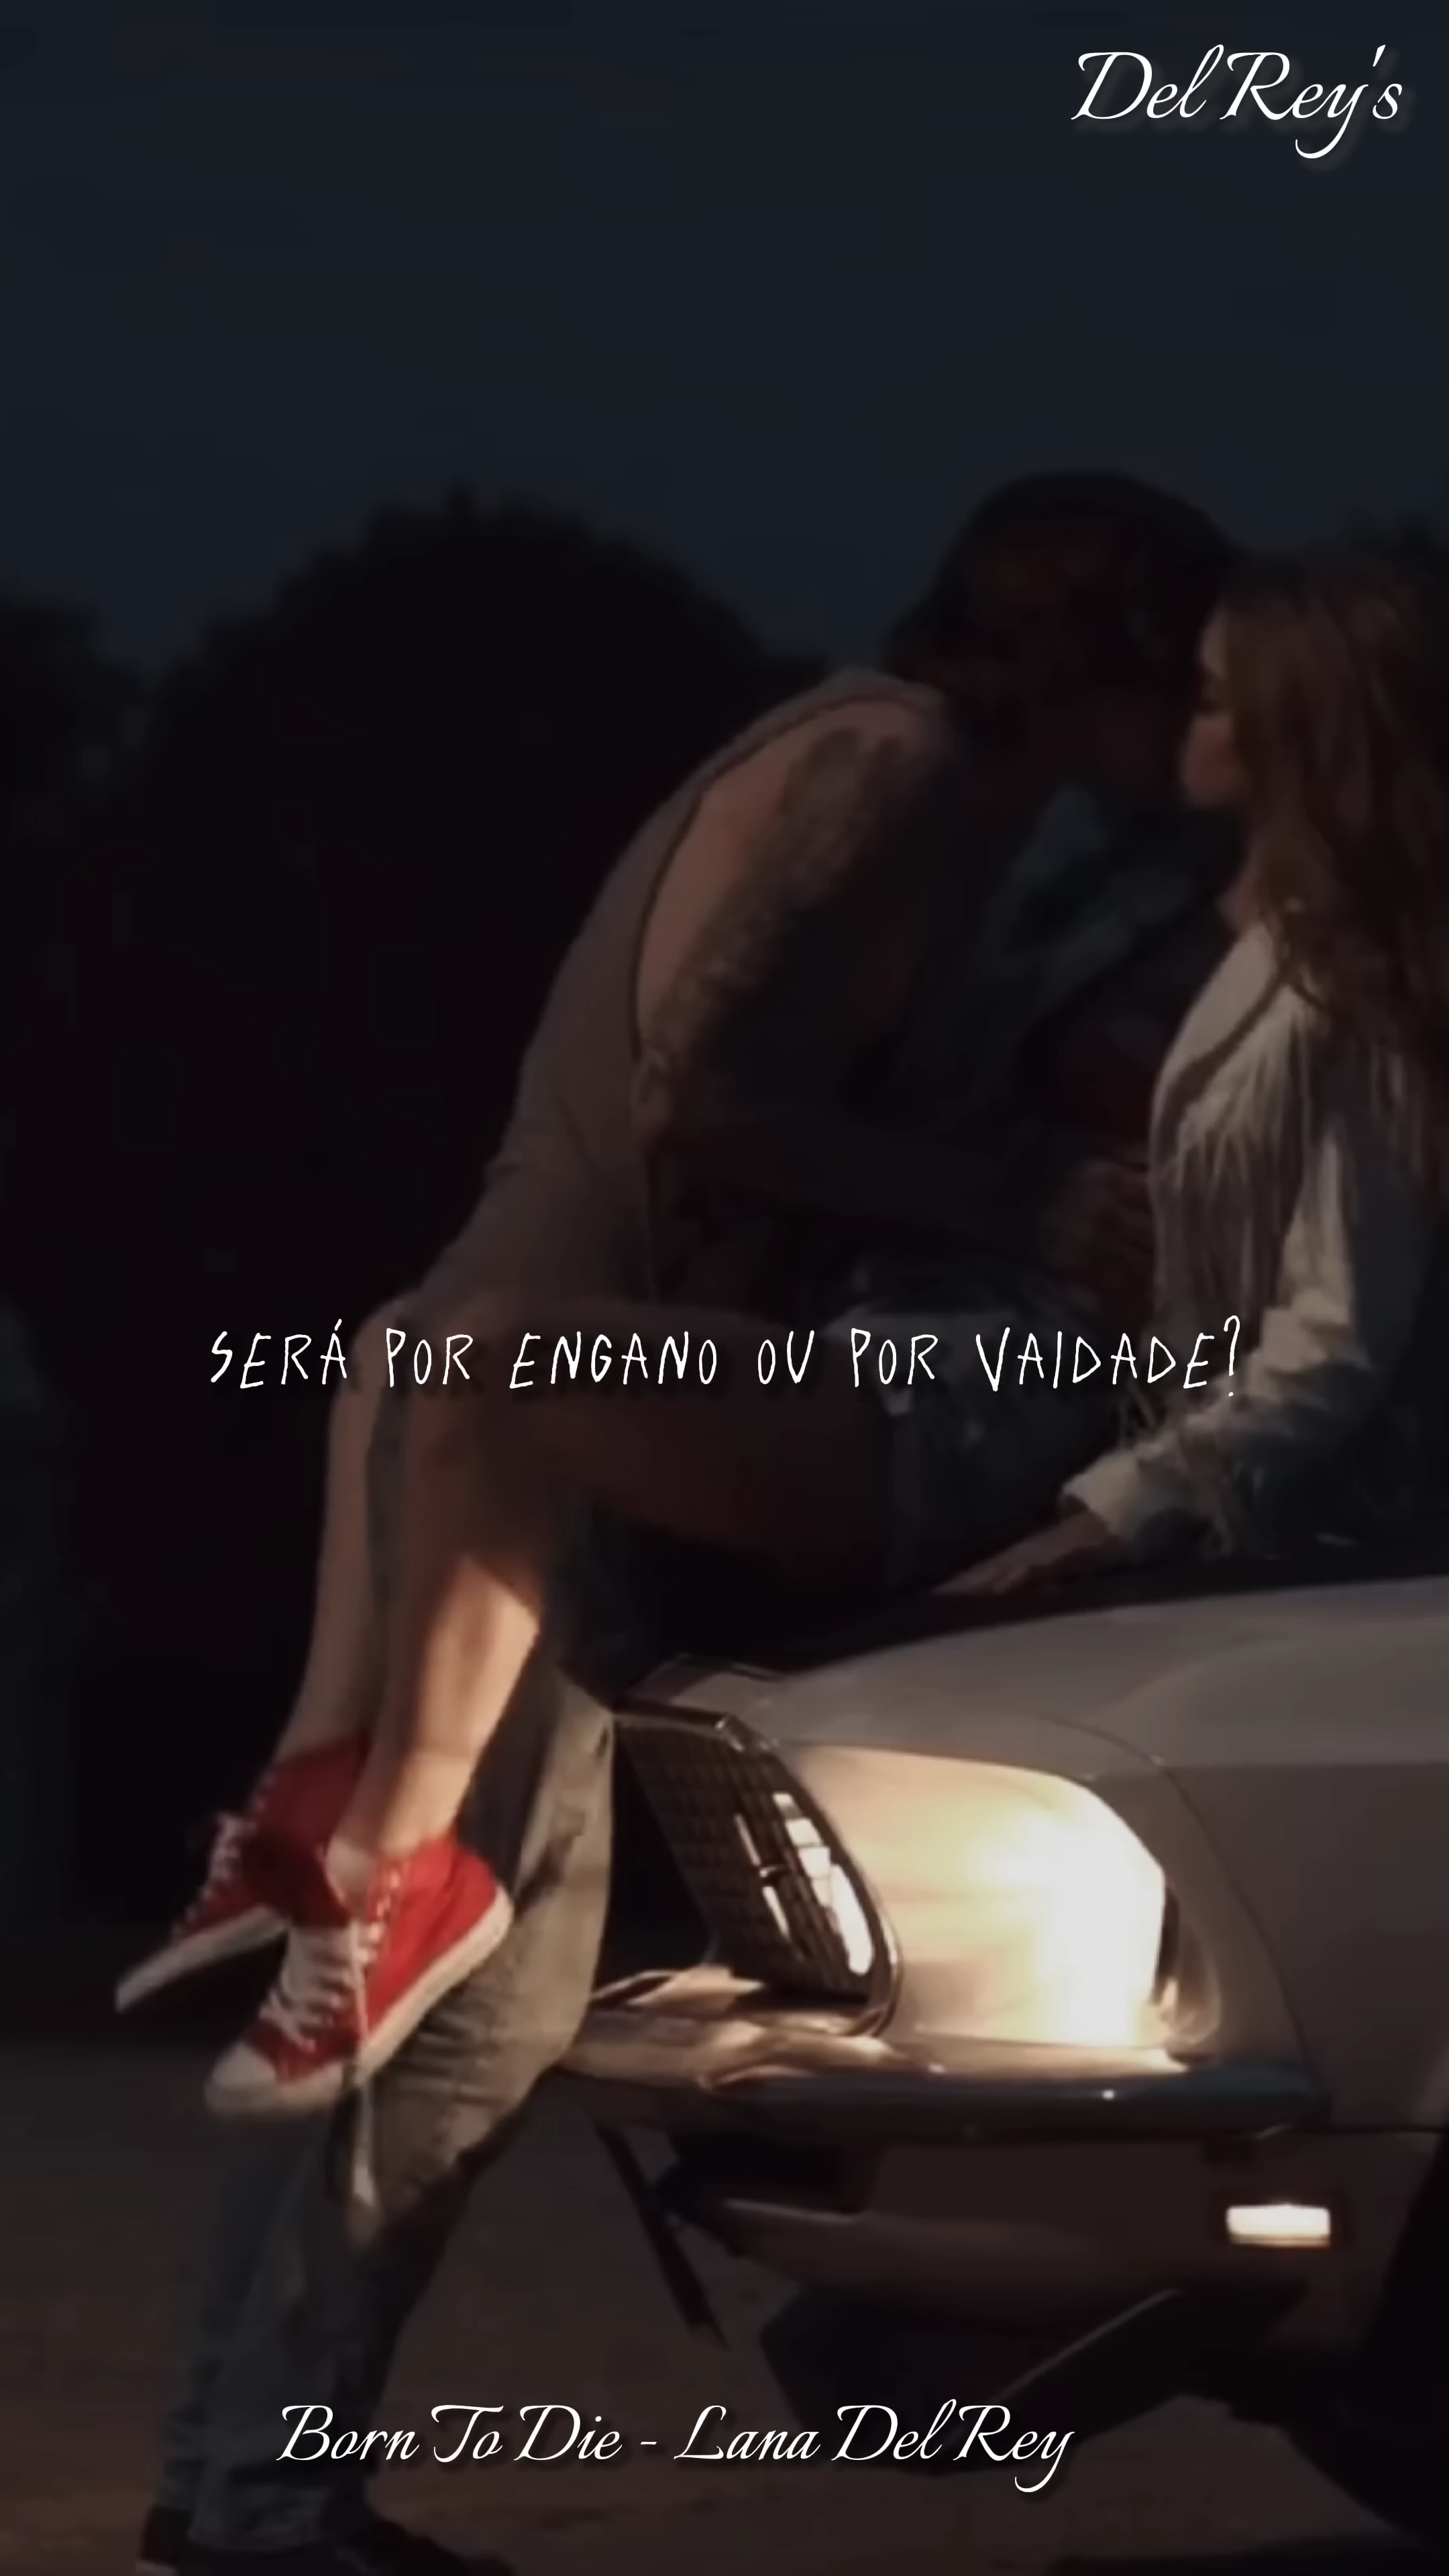 Del Rey's
SERÁ POR ENGANO OU POR VAIDADE?
Born To Die - Lana Del Rey